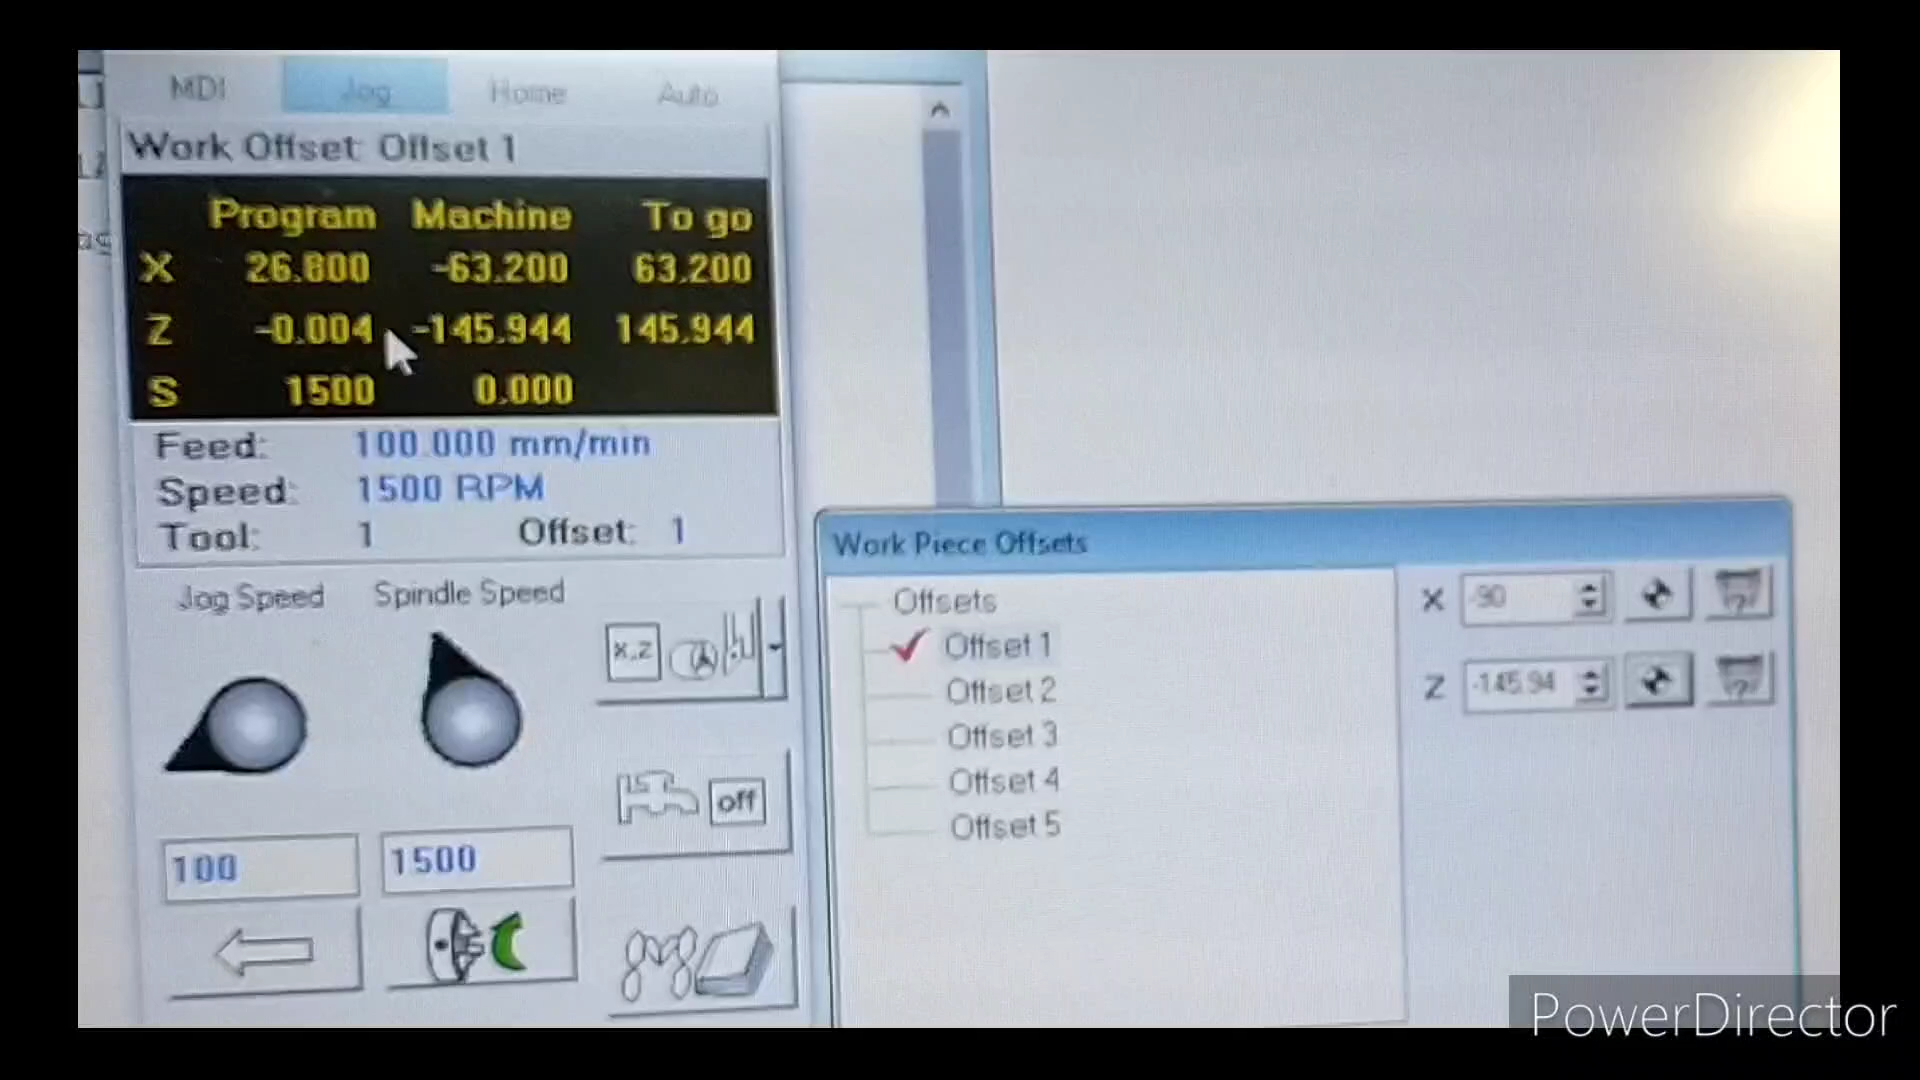 MDI Jog Home Auto
Work Offset: Offset 1
Program Machine To go
X 26.800 -63.200 63.200
Z -0.004 -145.944 145.944
S 1500 0.000
Feed: 100.000 mm/min
Speed: 1500 RPM
Tool: 1 Offset: 1
Jog Speed Spindle Speed
X,Z
off
100 1500
Work Piece Offsets
Offsets
Offset 1
Offset 2
Offset 3
Offset 4
Offset 5
X -90
Z -145.94
PowerDirector